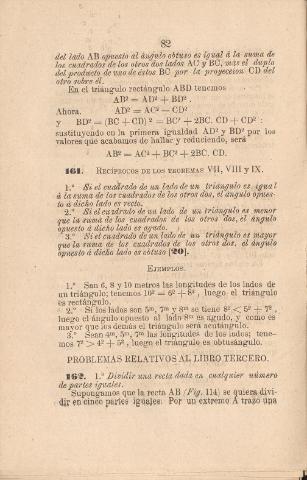 82
del lado AB opuesto al ángulo obtuso es igual á la suma de
los cuadrados de los otros dos lados AC y BC, más el duplo
del producto de uno de éstos BC por la proyección CD del
otro sobre él.
En el triángulo rectángulo ABD tenemos
AB² = AD² + BD².
Ahora, AD² = AC² − CD²
y BD² = (BC + CD)² = BC² + 2BC. CD + CD² :
sustituyendo en la primera igualdad AD² y BD² por los
valores que acabamos de hallar y reduciendo, será
AB² = AC² + BC² + 2BC. CD.
161. RECÍPROCOS DE LOS TEOREMAS VII, VIII y IX.
1.º Si el cuadrado de un lado de un triángulo es igual
á la suma de los cuadrados de los otros dos, el ángulo opues-
to á dicho lado es recto.
2.º Si el cuadrado de un lado de un triángulo es menor
que la suma de los cuadrados de los otros dos, el ángulo
opuesto á dicho lado es agudo.
3.º Si el cuadrado de un lado de un triángulo es mayor
que la suma de los cuadrados de los otros dos, el ángulo
opuesto á dicho lado es obtuso [20].
EJEMPLOS.
1.º San 6, 8 y 10 metros las longitudes de los lados de
un triángulo; tenemos 10² = 6² + 8², luego el triángulo
es rectángulo.
2.º Si los lados son 5m, 7m y 8m se tiene 8² < 5² + 7²,
luego el ángulo opuesto al lado 8m es agudo, y como es
mayor que los demás el triángulo será acutángulo.
3.º Sean 4m, 5m, 7m las longitudes de los lados; tene-
mos 7² > 4² + 5², luego el triángulo es obtusángulo.
PROBLEMAS RELATIVOS AL LIBRO TERCERO.
162. 1.º Dividir una recta dada en cualquier número
de partes iguales.
Supongamos que la recta AB (Fig. 114) se quiera divi-
dir en cinco partes iguales. Por un extremo A trazo una